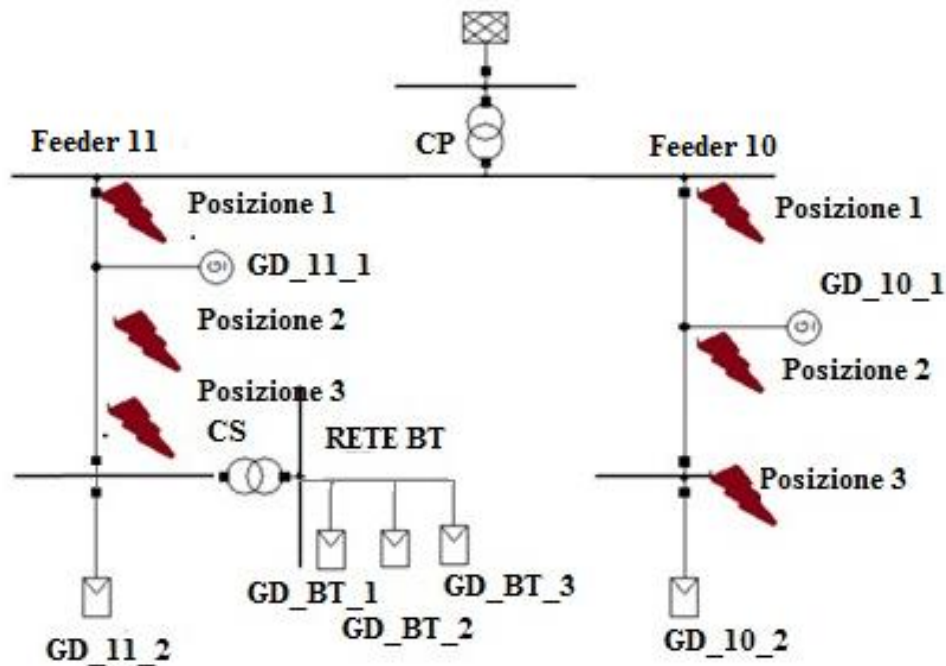 CP
Feeder 11
Feeder 10
Posizione 1
Posizione 1
GD_11_1
GD_10_1
Posizione 2
Posizione 2
Posizione 3
CS
RETE BT
Posizione 3
GD_BT_1
GD_BT_3
GD_BT_2
GD_11_2
GD_10_2